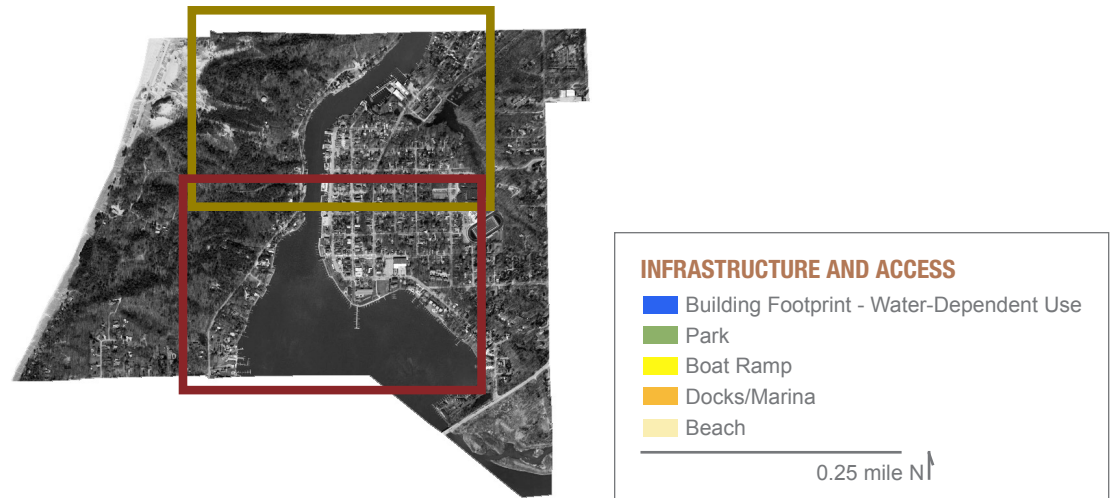 INFRASTRUCTURE AND ACCESS
Building Footprint - Water-Dependent Use
Park
Boat Ramp
Docks/Marina
Beach
0.25 mile N